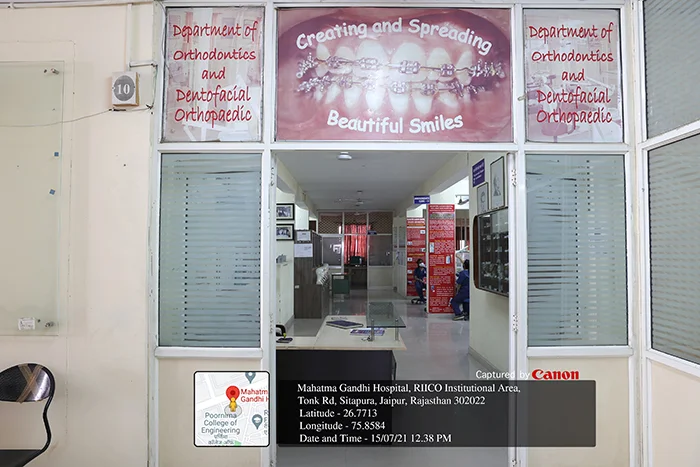 Department of
Orthodontics
and
Dentofacial
Orthopaedic
Creating and Spreading
Beautiful Smiles
Department of
Orthodontics
and
Dentofacial
Orthopaedic
10
Captured by Canon
Mahatma
Gandhi H
Poornima
College of
Engineering
Mahatma Gandhi Hospital, RIICO Institutional Area,
Tonk Rd, Sitapura, Jaipur, Rajasthan 302022
Latitude - 26.7713
Longitude - 75.8584
Date and Time - 15/07/21 12.38 PM